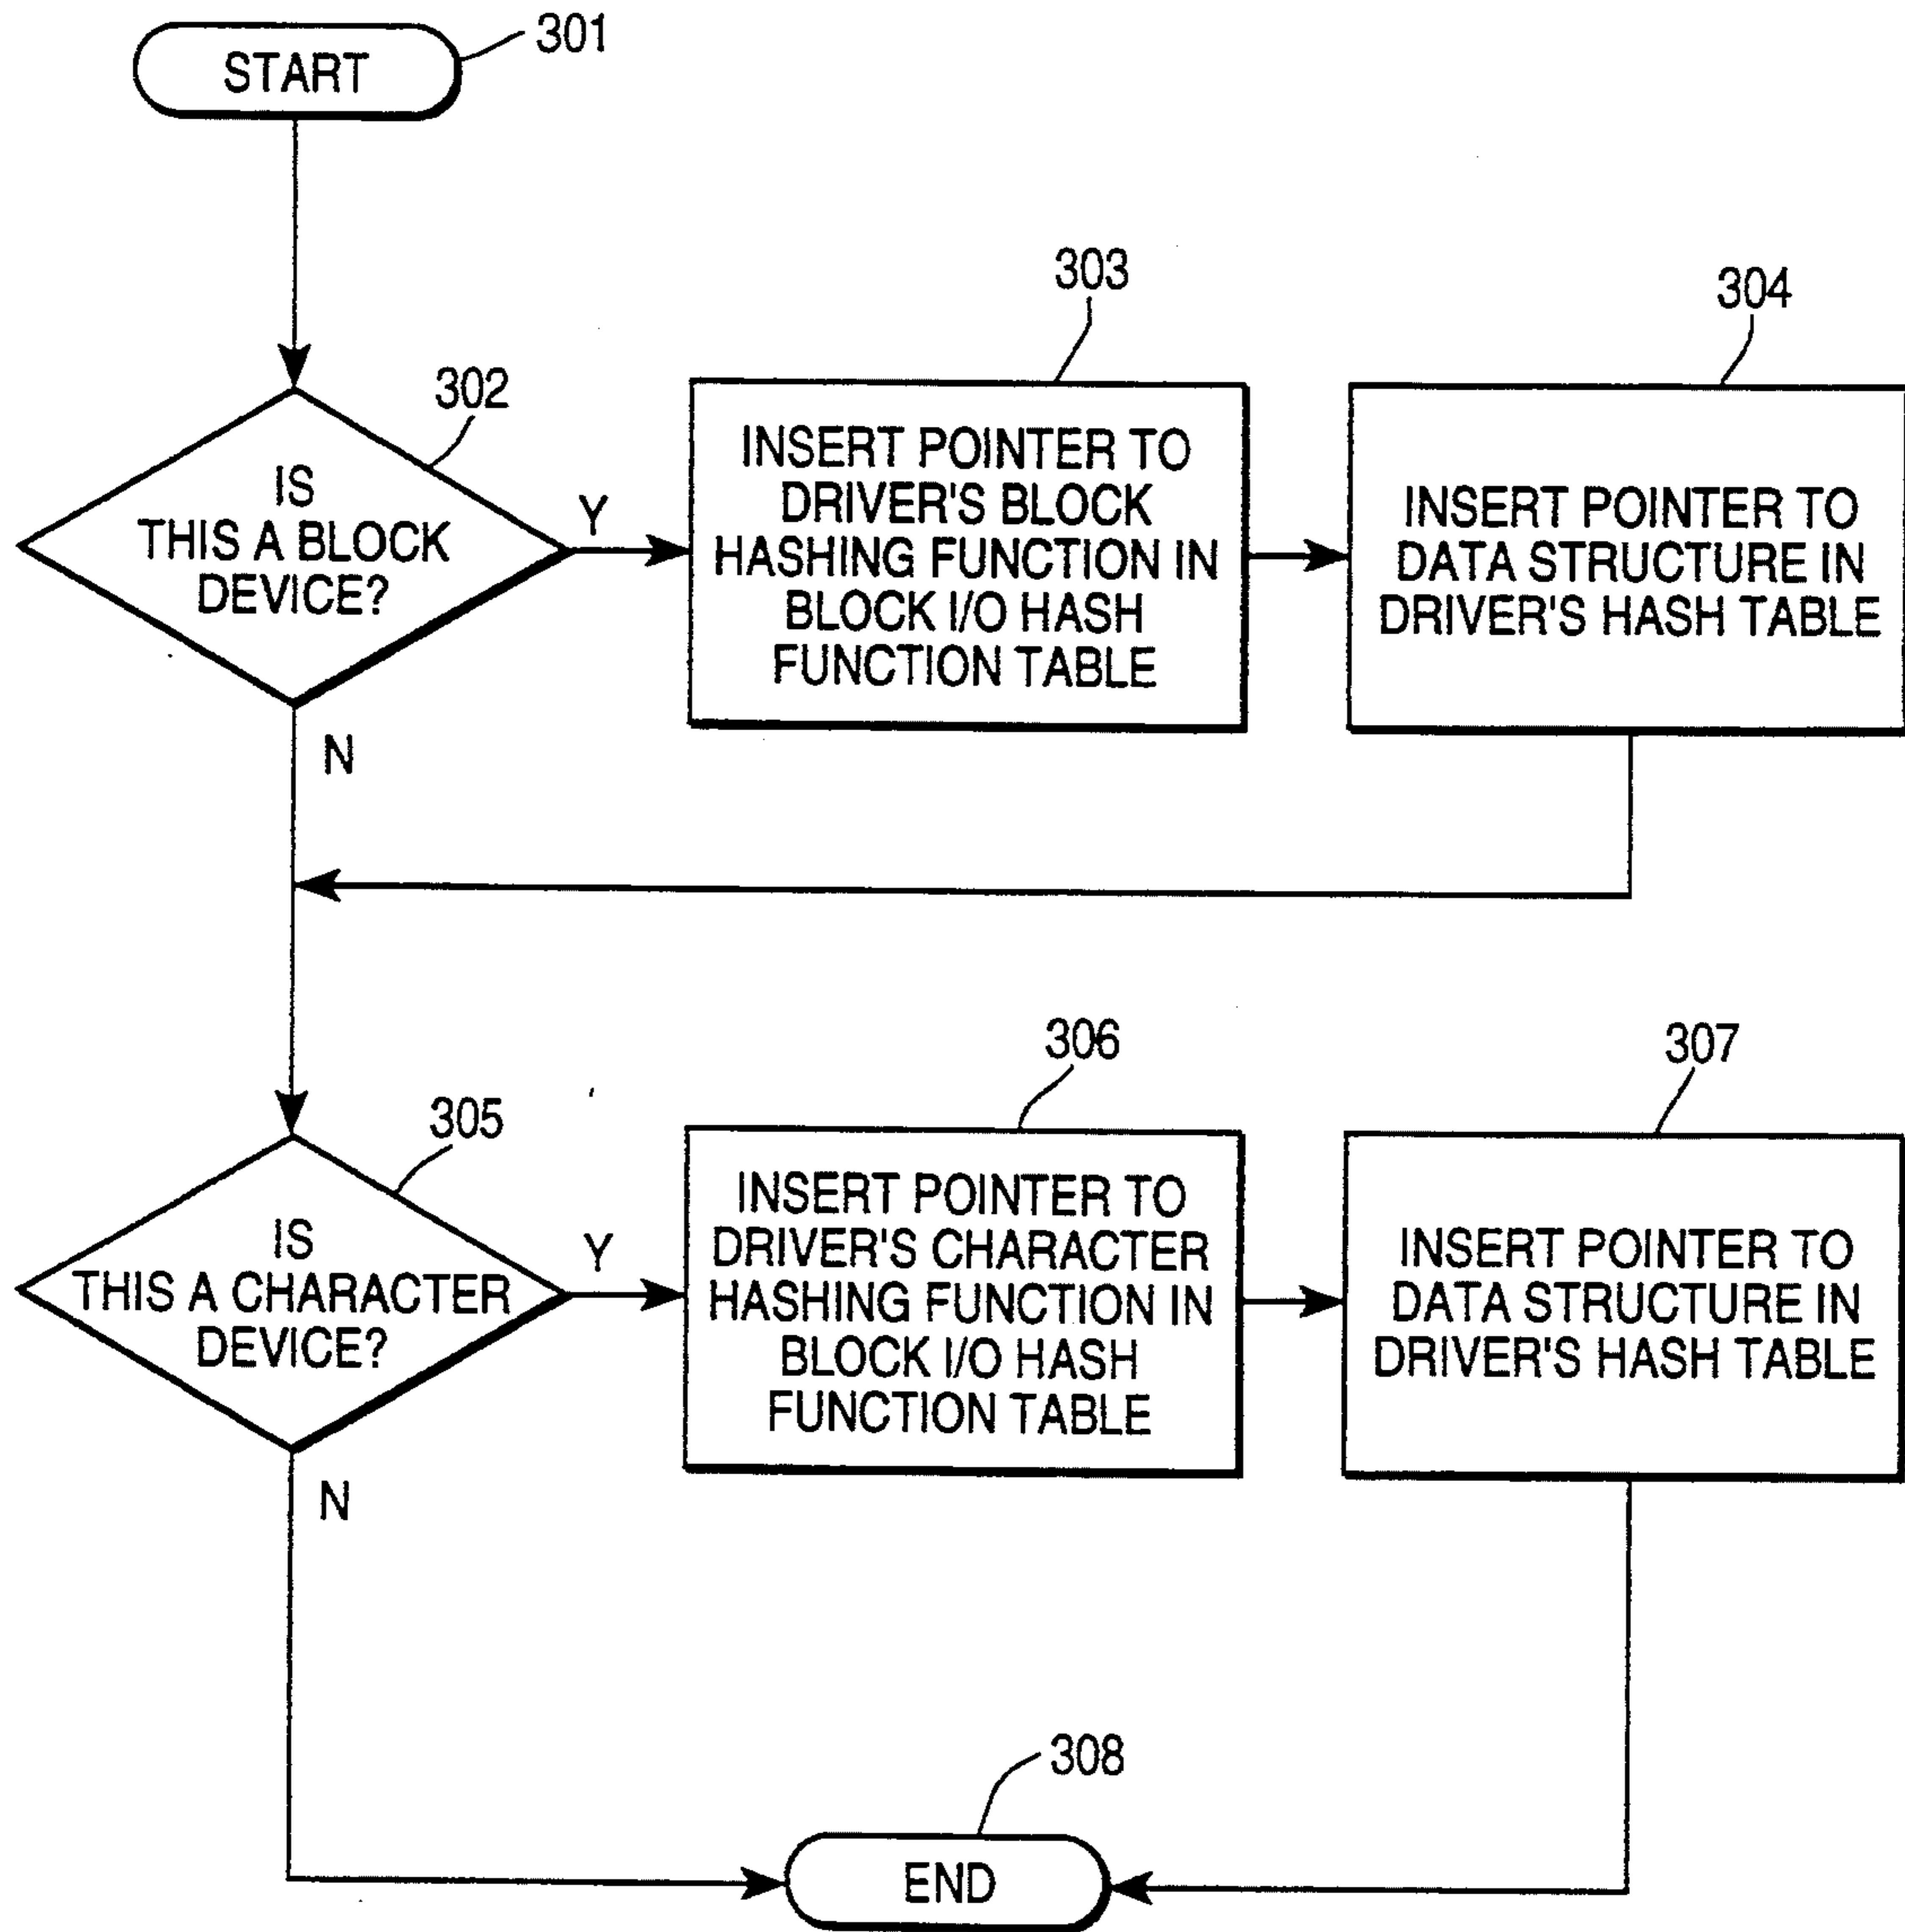 START
301
302
IS
THIS A BLOCK
DEVICE?
Y
N
303
INSERT POINTER TO
DRIVER'S BLOCK
HASHING FUNCTION IN
BLOCK I/O HASH
FUNCTION TABLE
304
INSERT POINTER TO
DATA STRUCTURE IN
DRIVER'S HASH TABLE
305
IS
THIS A CHARACTER
DEVICE?
Y
N
306
INSERT POINTER TO
DRIVER'S CHARACTER
HASHING FUNCTION IN
BLOCK I/O HASH
FUNCTION TABLE
307
INSERT POINTER TO
DATA STRUCTURE IN
DRIVER'S HASH TABLE
308
END